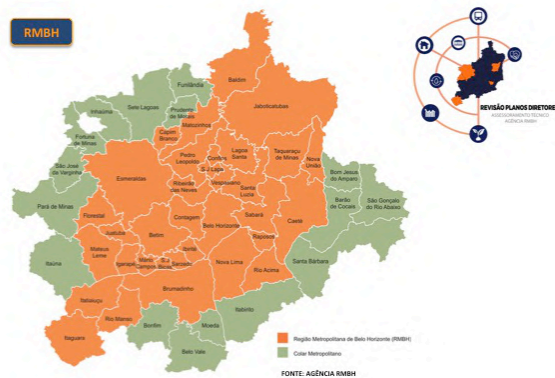 RMBH
REVISÃO PLANOS DIRETORES
ASSESSORAMENTO TÉCNICO
AGÊNCIA RMBH
Baldim
Funilândia
Jaboticatubas
Sete Lagoas
Inhaúma
Prudente
de Morais
Matozinhos
Fortuna
de Minas
Capim
Branco
Pedro
Leopoldo
Confins
Lagoa
Santa
Taquaraçu
de Minas
Nova
União
São José
da Varginha
S J Lapa
Bom Jesus
do Amparo
Esmeraldas
Ribeirão
das Neves
Vespasiano
Santa
Luzia
Pará de Minas
Barão
de Cocais
São Gonçalo
do Rio Abaixo
Florestal
Contagem
Sabará
Caeté
Belo Horizonte
Juatuba
Betim
Raposos
Mateus
Leme
Ibirité
Igarapé
Mário
Campos
S J
Bicas
Sarzedo
Nova Lima
Santa Bárbara
Itaúna
Rio Acima
Brumadinho
Itatiaiuçu
Itabirito
Rio Manso
Bonfim
Moeda
Itaguara
Belo Vale
Região Metropolitana de Belo Horizonte (RMBH)
Colar Metropolitano
FONTE: AGÊNCIA RMBH